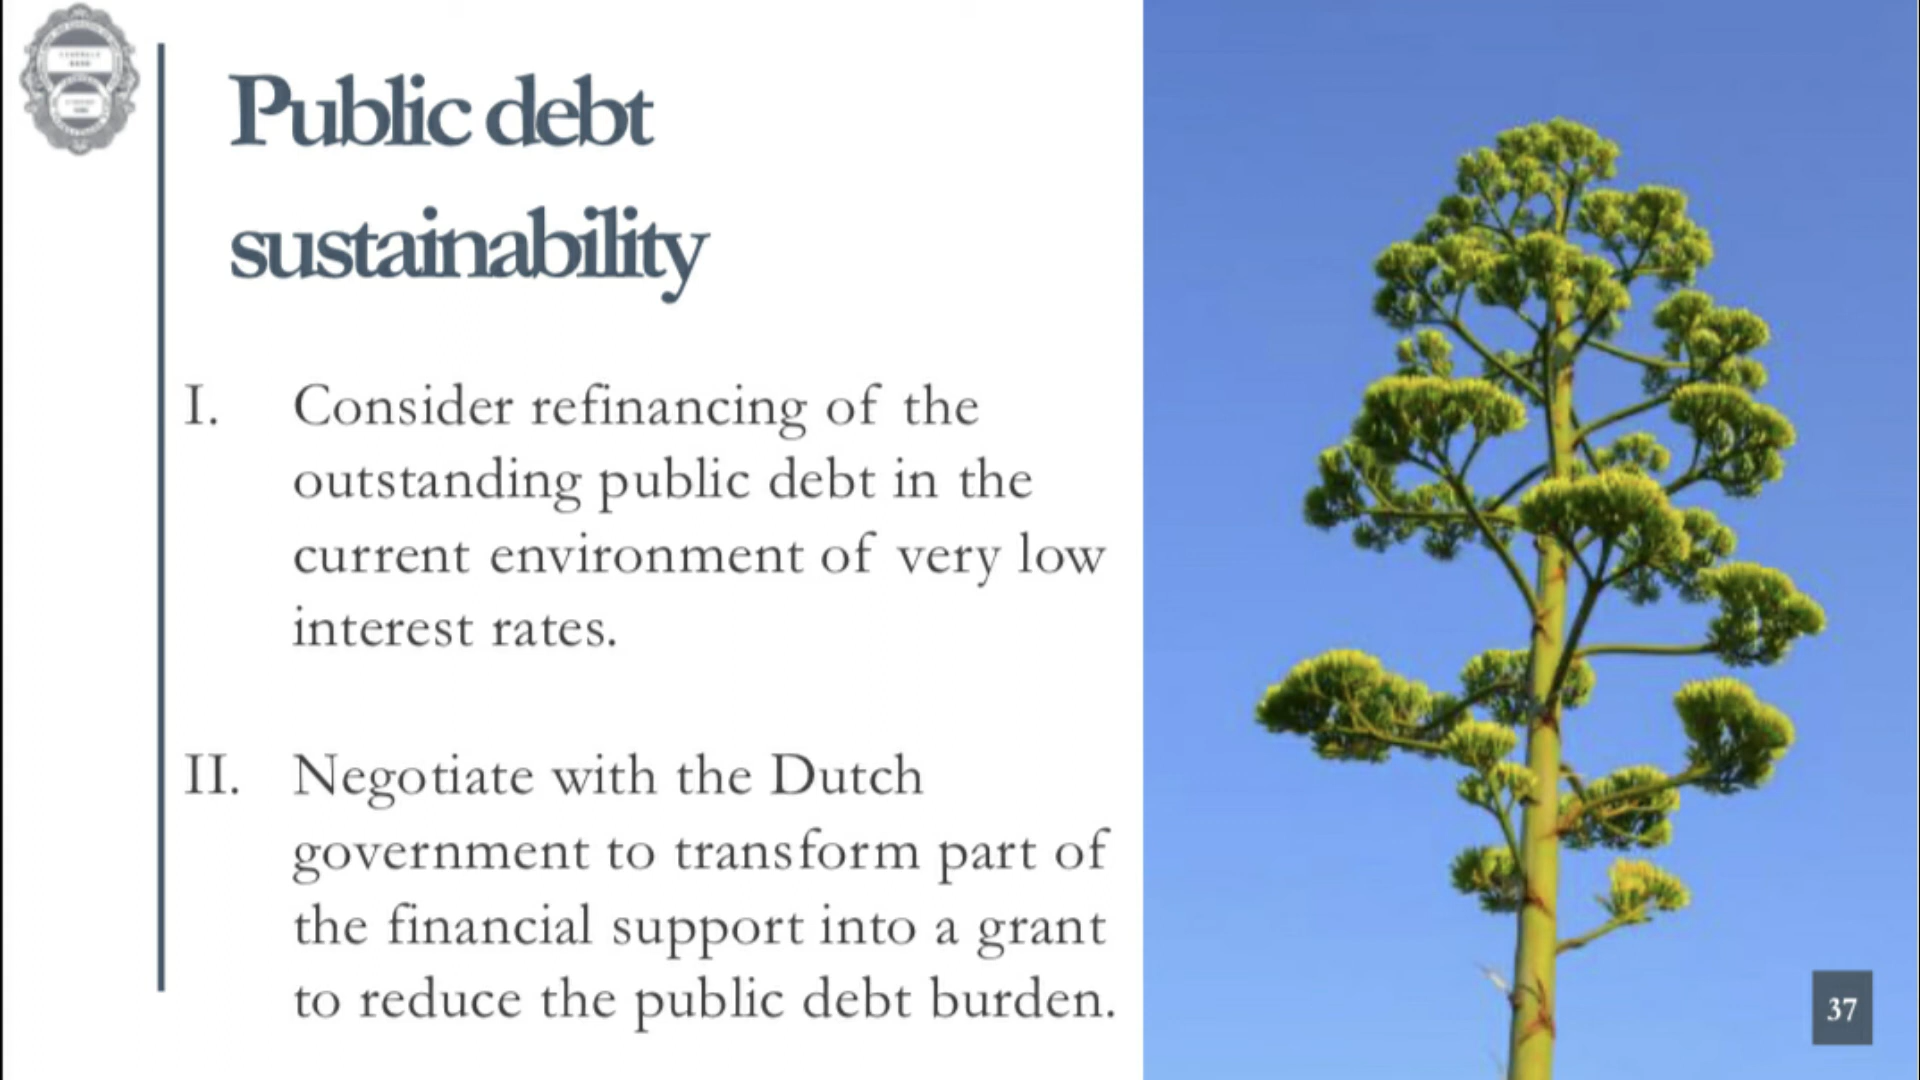 Public debt
sustainability
I. Consider refinancing of the
outstanding public debt in the
current environment of very low
interest rates.
II. Negotiate with the Dutch
government to transform part of
the financial support into a grant
to reduce the public debt burden.
37